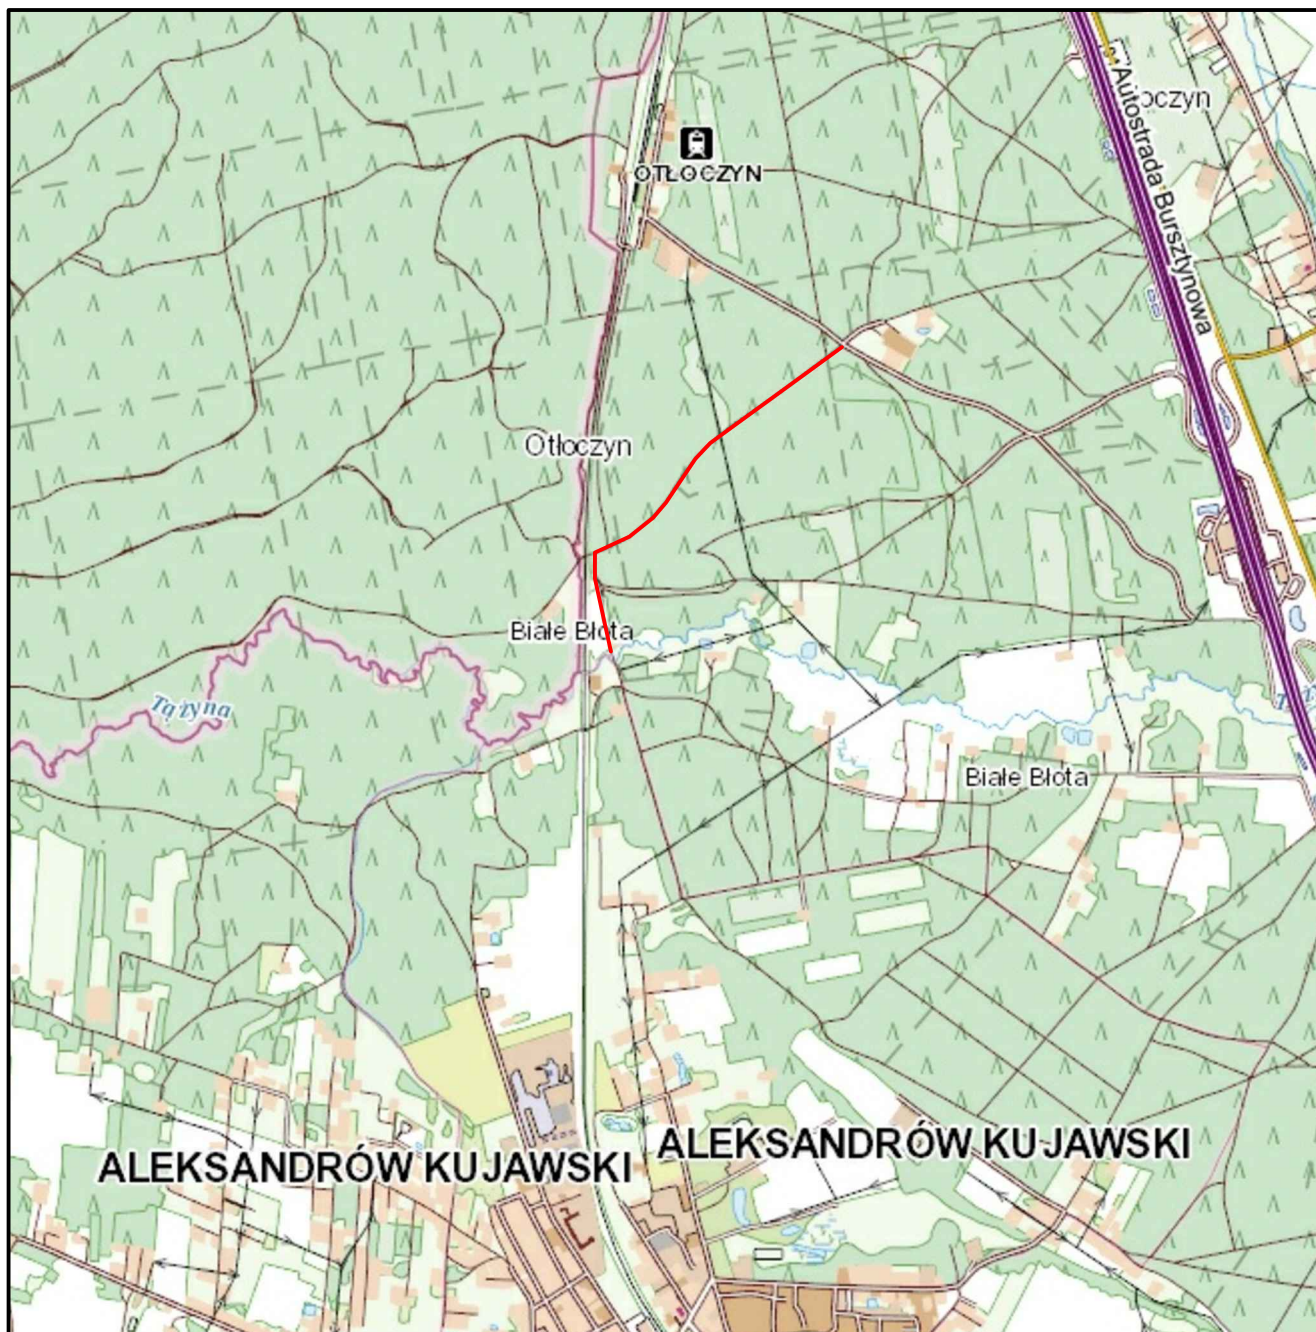 OTŁOCZYN
Autostrada Bursztynowa
Otłoczyn
Białe Błota
Tążyna
Białe Błota
ALEKSANDRÓW KUJAWSKI
ALEKSANDRÓW KUJAWSKI